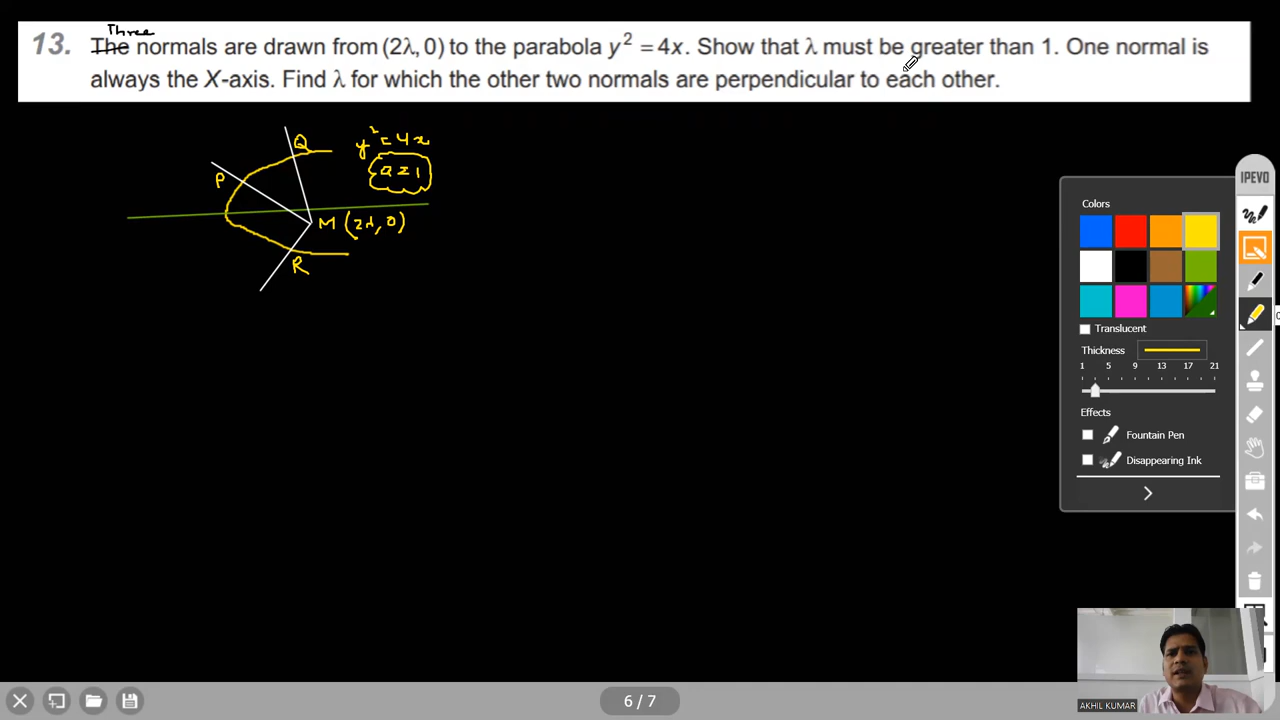 Three
13. The normals are drawn from (2λ, 0) to the parabola y² = 4x. Show that λ must be greater than 1. One normal is
always the X-axis. Find λ for which the other two normals are perpendicular to each other.
Q
y² = 4x
P
a = 1
M (2λ, 0)
R
IPEVO
Colors
Translucent
Thickness
1 5 9 13 17 21
Effects
Fountain Pen
Disappearing Ink
6 / 7
AKHIL KUMAR